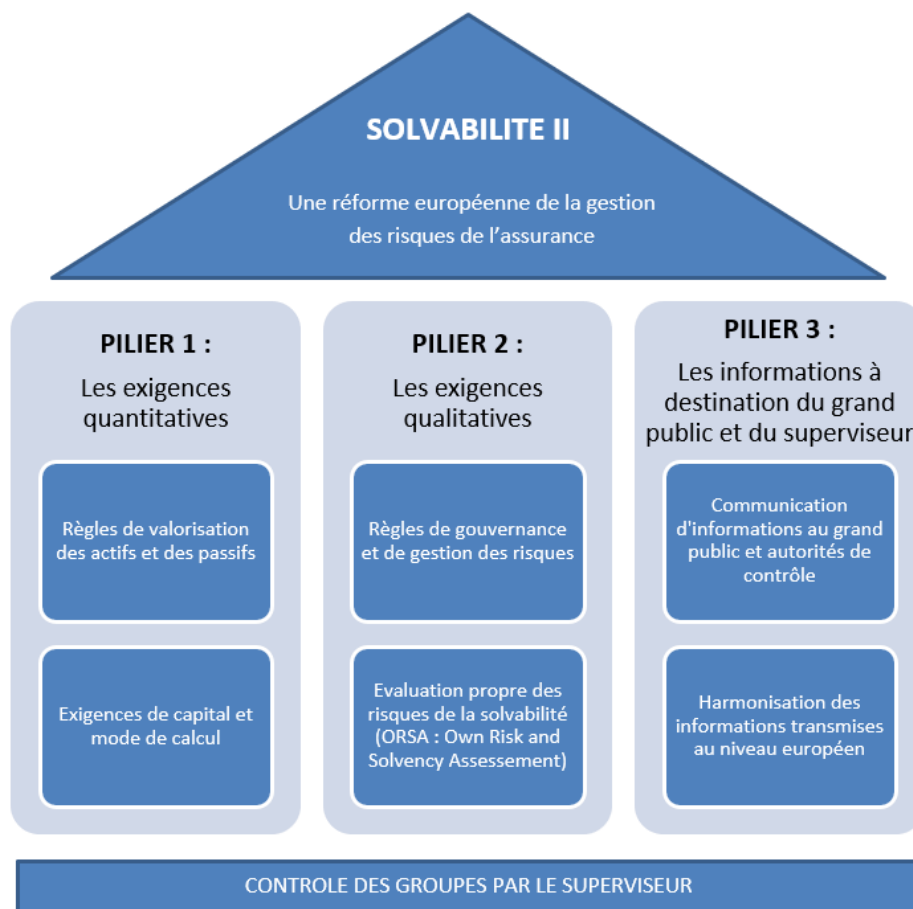 SOLVABILITE II
Une réforme européenne de la gestion
des risques de l’assurance
PILIER 1 :
Les exigences
quantitatives
Règles de valorisation
des actifs et des passifs
Exigences de capital et
mode de calcul
PILIER 2 :
Les exigences
qualitatives
Règles de gouvernance
et de gestion des risques
Evaluation propre des
risques de la solvabilité
(ORSA : Own Risk and
Solvency Assessement)
PILIER 3 :
Les informations à
destination du grand
public et du superviseur
Communication
d'informations au grand
public et autorités de
contrôle
Harmonisation des
informations transmises
au niveau européen
CONTROLE DES GROUPES PAR LE SUPERVISEUR